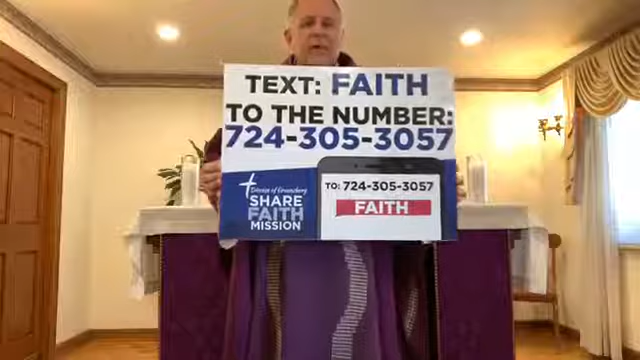 TEXT: FAITH
TO THE NUMBER:
724-305-3057
Diocese of Greensburg
SHARE
FAITH
MISSION
TO: 724-305-3057
FAITH